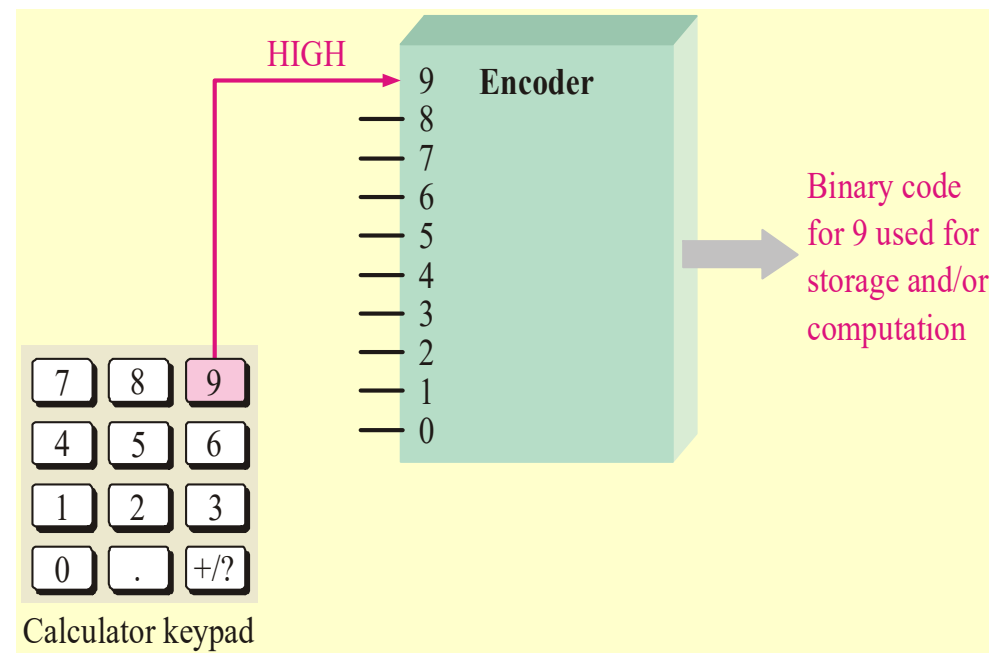 HIGH
9 Encoder
8
7
6
5
4
3
2
1
0
Binary code
for 9 used for
storage and/or
computation
7 8 9
4 5 6
1 2 3
0 . +/?
Calculator keypad